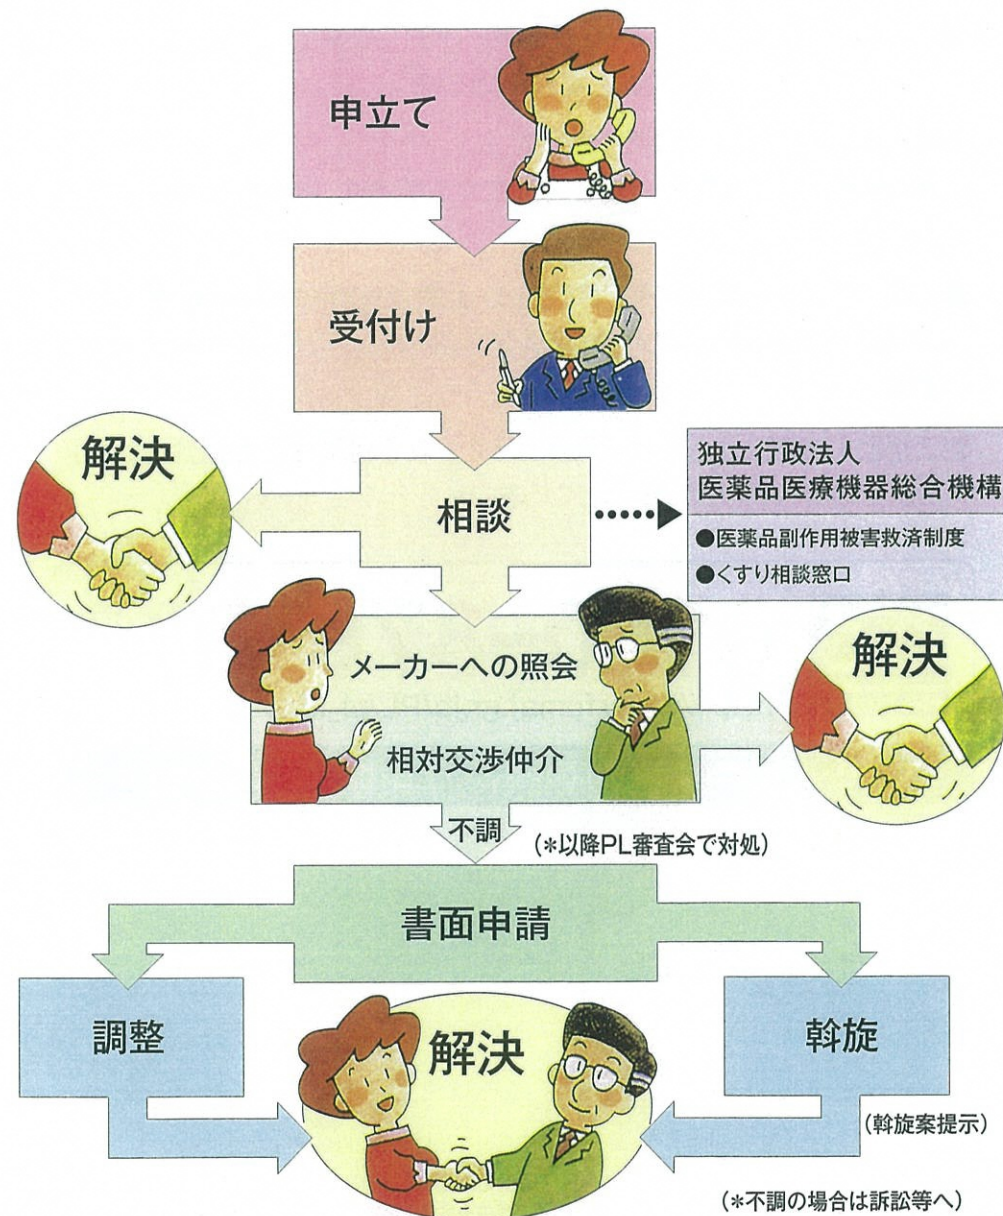 申立て
受付け
解決
相談
独立行政法人
医薬品医療機器総合機構
●医薬品副作用被害救済制度
●くすり相談窓口
メーカーへの照会
解決
相対交渉仲介
不調
(*以降PL審査会で対処)
書面申請
調整
解決
斡旋
(斡旋案提示)
(*不調の場合は訴訟等へ)